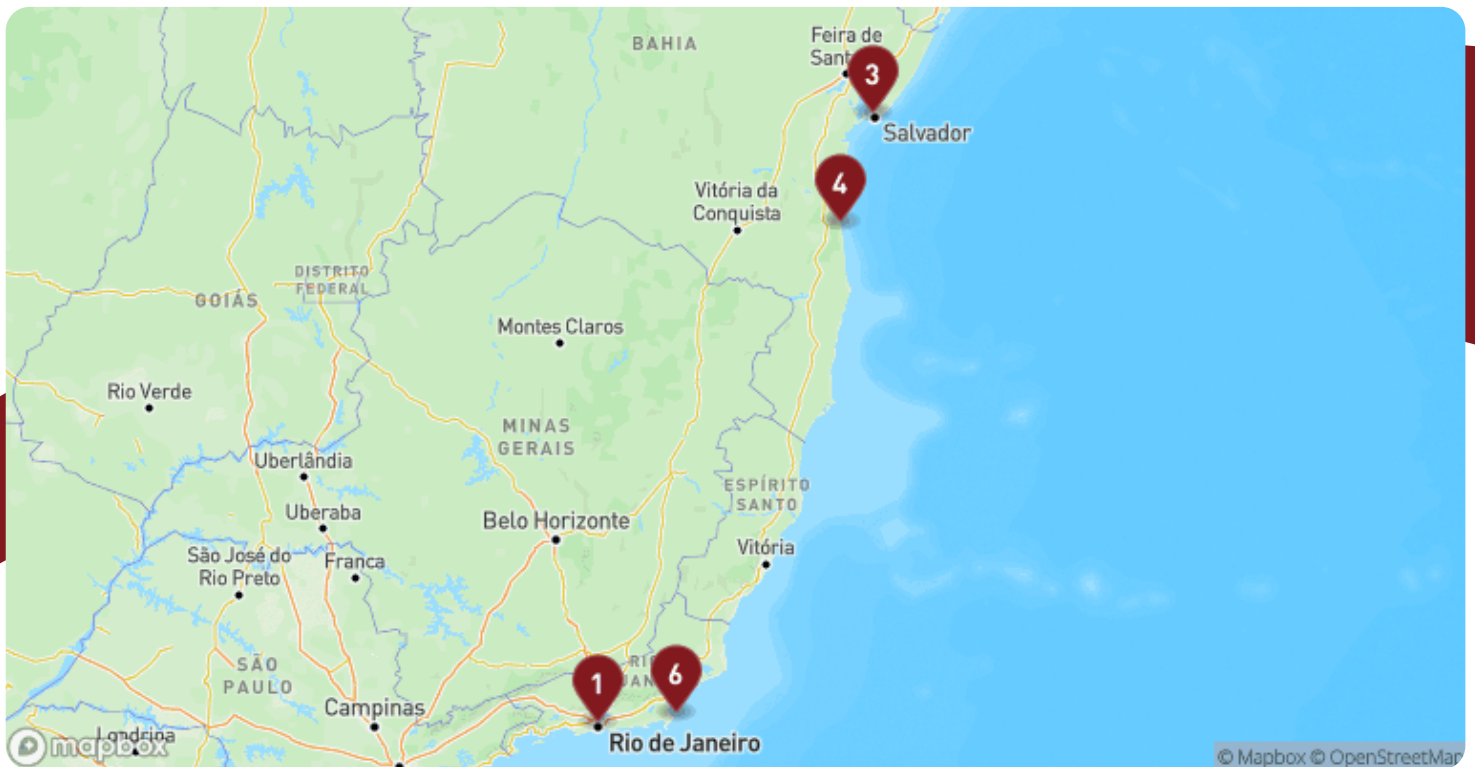 BAHIA
Feira de
Sant
3
Salvador
4
Vitória da
Conquista
DISTRITO
FEDERAL
GOIÁS
Montes Claros
Rio Verde
MINAS
GERAIS
Uberlândia
ESPÍRITO
SANTO
Uberaba
Belo Horizonte
Vitória
São José do
Rio Preto
Franca
RI
JAN
6
1
SÃO
PAULO
Campinas
Londrina
Rio de Janeiro
mapbox
© Mapbox © OpenStreetMap